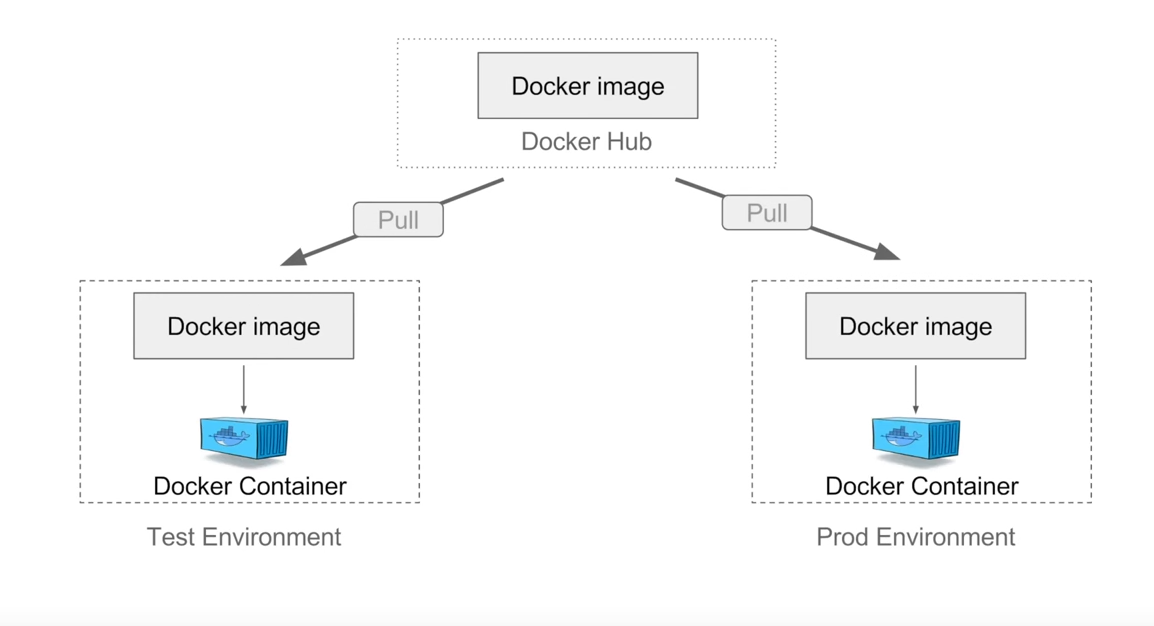 Docker image
Docker Hub
Pull
Pull
Docker image
Docker image
Docker Container
Docker Container
Test Environment
Prod Environment